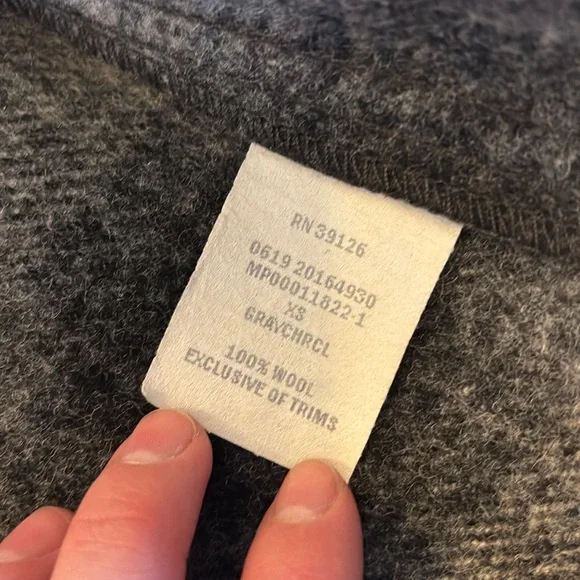 RN 39126
0619 20164930
MP00011822-1
XS
GRAYCHRCL
100% WOOL
EXCLUSIVE OF TRIMS